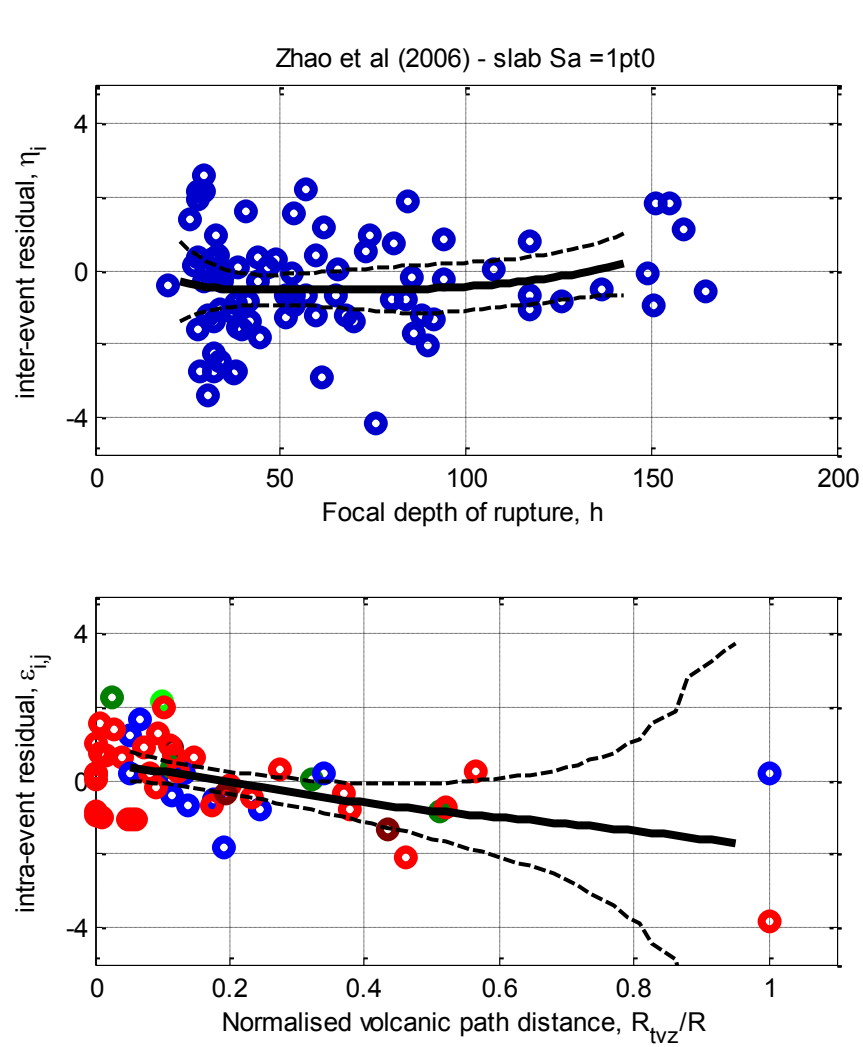 Zhao et al (2006) - slab Sa =1pt0
4
0
-4
inter-event residual, η_i
0 50 100 150 200
Focal depth of rupture, h
4
0
-4
intra-event residual, ε_i,j
0 0.2 0.4 0.6 0.8 1
Normalised volcanic path distance, R_tvz/R